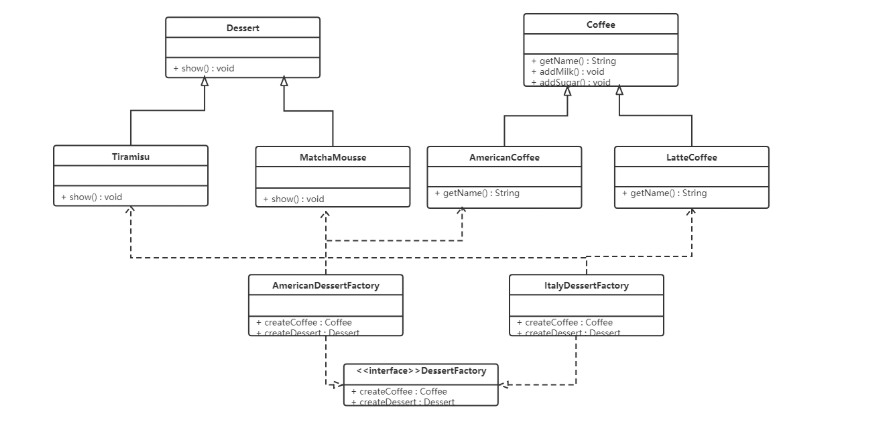 Dessert
+ show() : void
Coffee
+ getName() : String
+ addMilk() : void
+ addSugar() : void
Tiramisu
+ show() : void
MatchaMousse
+ show() : void
AmericanCoffee
+ getName() : String
LatteCoffee
+ getName() : String
AmericanDessertFactory
+ createCoffee : Coffee
+ createDessert : Dessert
ItalyDessertFactory
+ createCoffee : Coffee
+ createDessert : Dessert
<<interface>>DessertFactory
+ createCoffee : Coffee
+ createDessert : Dessert